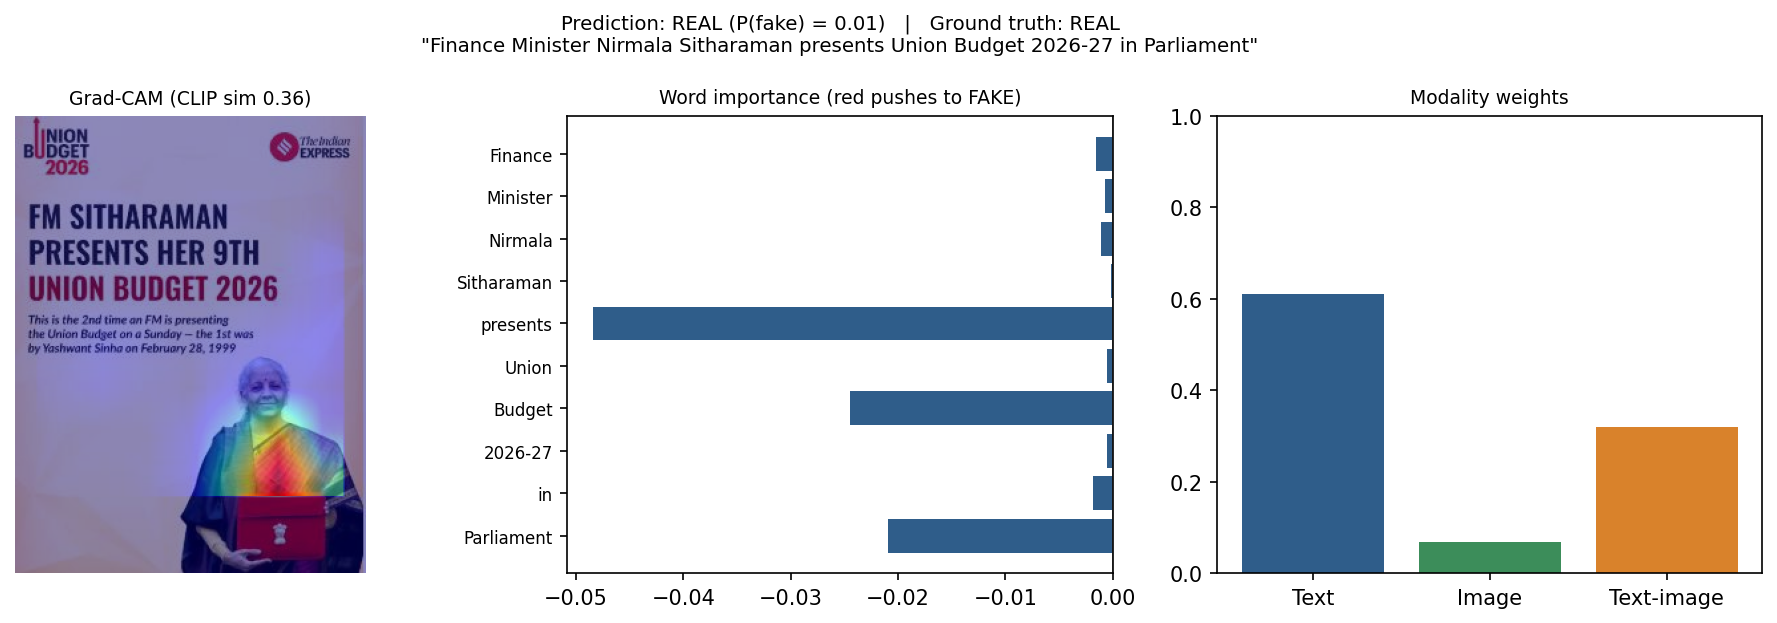 Prediction: REAL (P(fake) = 0.01)   |   Ground truth: REAL
"Finance Minister Nirmala Sitharaman presents Union Budget 2026-27 in Parliament"
Grad-CAM (CLIP sim 0.36)
UNION
BUDGET
2026
The Indian
EXPRESS
FM SITHARAMAN
PRESENTS HER 9TH
UNION BUDGET 2026
This is the 2nd time an FM is presenting
the Union Budget on a Sunday – the 1st was
by Yashwant Sinha on February 28, 1999
Word importance (red pushes to FAKE)
Finance
Minister
Nirmala
Sitharaman
presents
Union
Budget
2026-27
in
Parliament
−0.05 −0.04 −0.03 −0.02 −0.01 0.00
Modality weights
1.0
0.8
0.6
0.4
0.2
0.0
Text Image Text-image